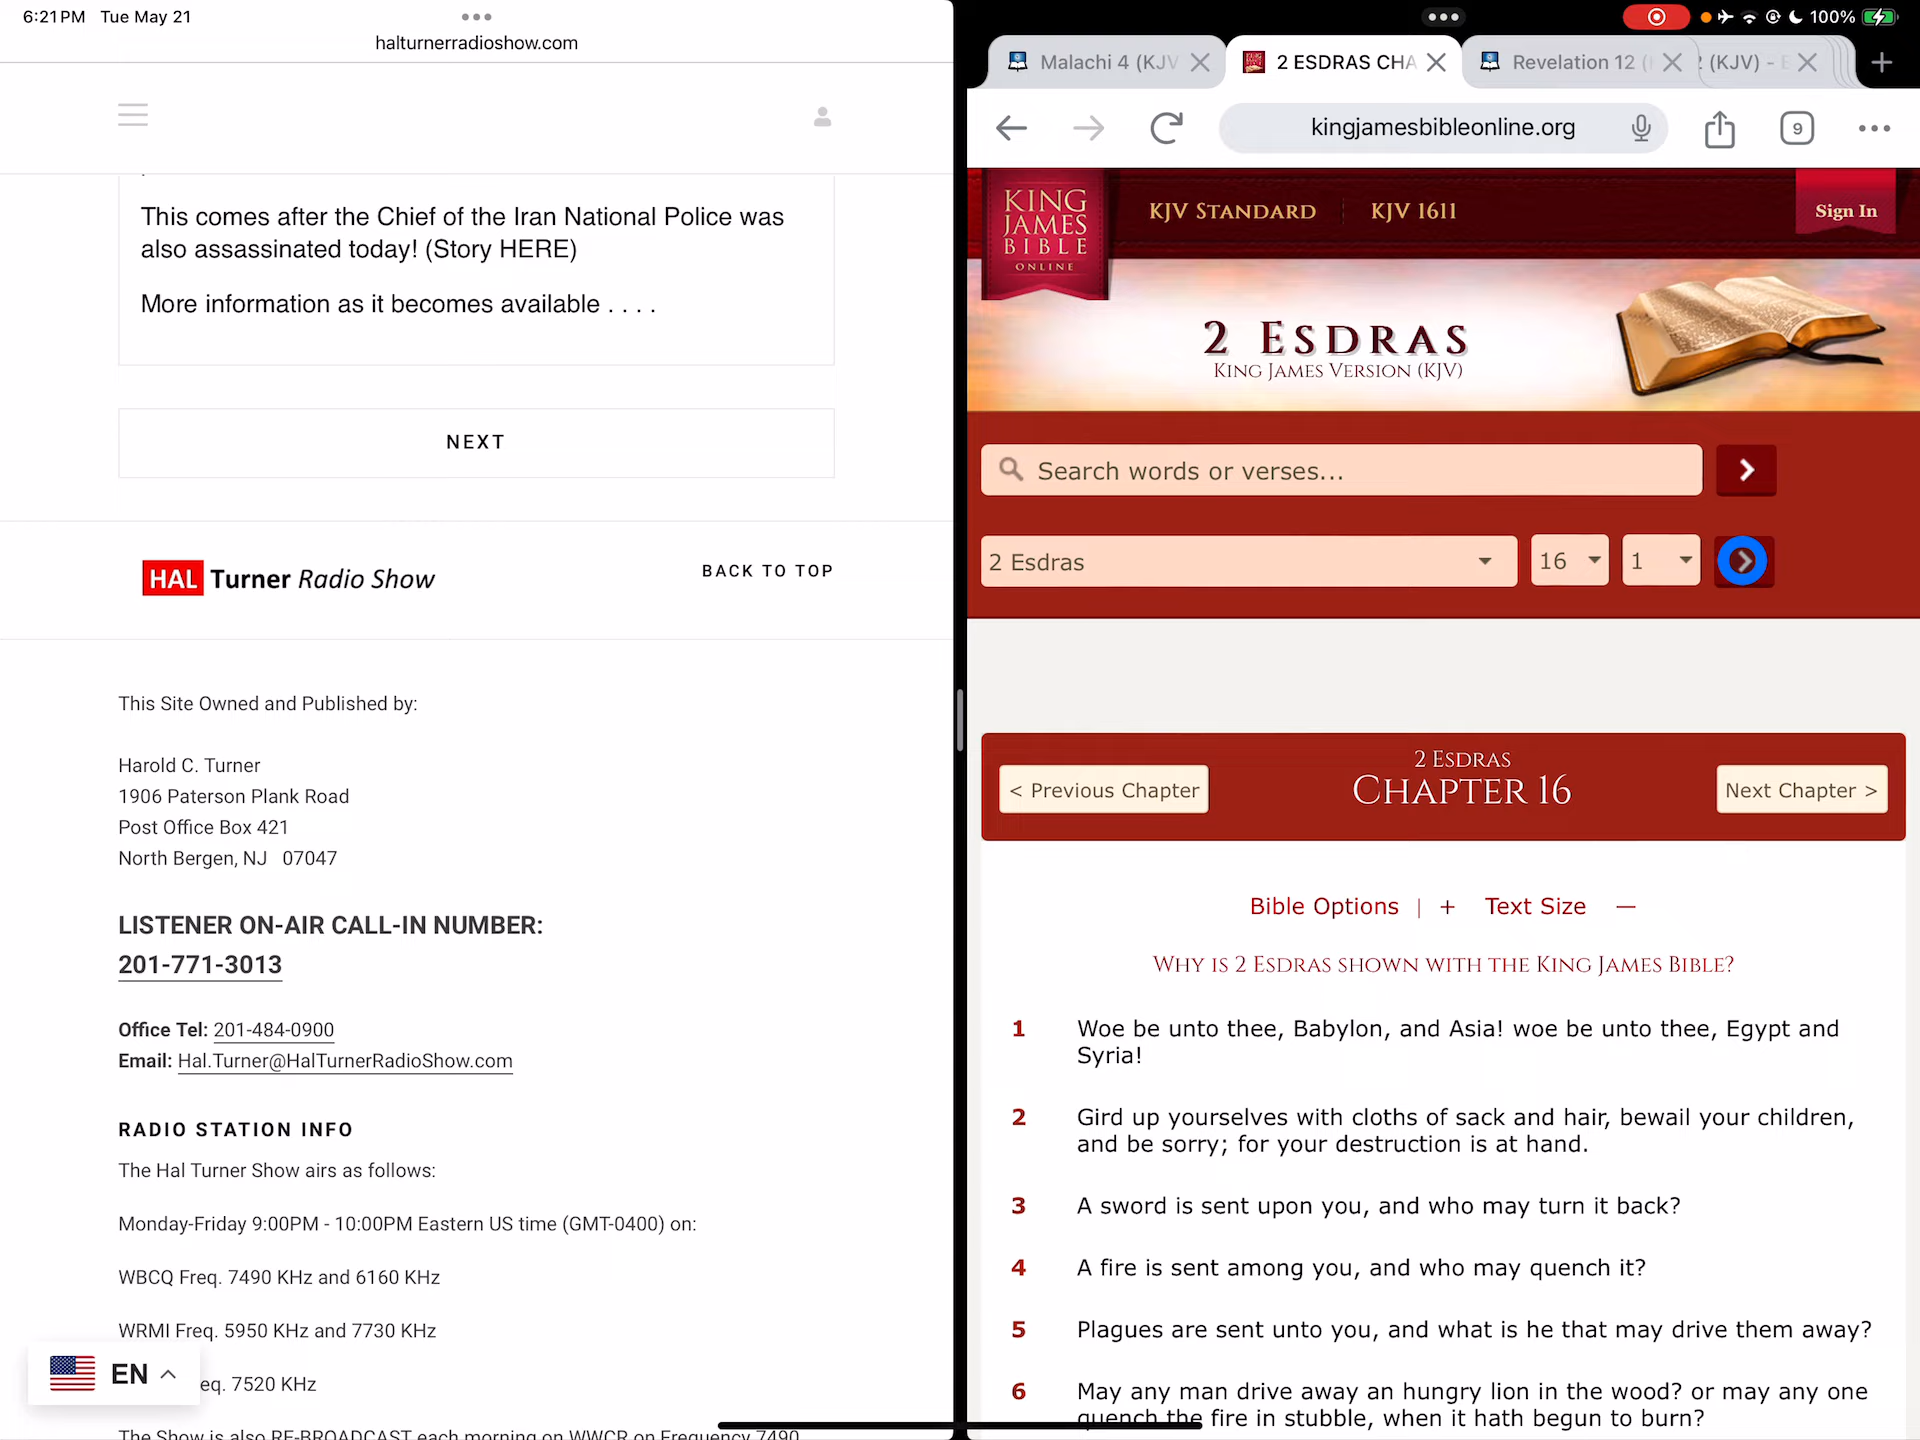 6:21PM Tue May 21
halturnerradioshow.com
This comes after the Chief of the Iran National Police was
also assassinated today! (Story HERE)
More information as it becomes available . . . .
NEXT
HAL Turner Radio Show
BACK TO TOP
This Site Owned and Published by:
Harold C. Turner
1906 Paterson Plank Road
Post Office Box 421
North Bergen, NJ 07047
LISTENER ON-AIR CALL-IN NUMBER:
201-771-3013
Office Tel: 201-484-0900
Email: Hal.Turner@HalTurnerRadioShow.com
RADIO STATION INFO
The Hal Turner Show airs as follows:
Monday-Friday 9:00PM - 10:00PM Eastern US time (GMT-0400) on:
WBCQ Freq. 7490 KHz and 6160 KHz
WRMI Freq. 5950 KHz and 7730 KHz
eq. 7520 KHz
EN
The Show is also RE-BROADCAST each morning on WWCR on Frequency 7490
100%
Malachi 4 (KJV
2 ESDRAS CHA
Revelation 12 (
(KJV) -
kingjamesbibleonline.org
9
KING
JAMES
BIBLE
ONLINE
KJV STANDARD
KJV 1611
Sign In
2 ESDRAS
KING JAMES VERSION (KJV)
Search words or verses...
2 Esdras
16
1
2 ESDRAS
CHAPTER 16
< Previous Chapter
Next Chapter >
Bible Options | + Text Size —
WHY IS 2 ESDRAS SHOWN WITH THE KING JAMES BIBLE?
1 Woe be unto thee, Babylon, and Asia! woe be unto thee, Egypt and
Syria!
2 Gird up yourselves with cloths of sack and hair, bewail your children,
and be sorry; for your destruction is at hand.
3 A sword is sent upon you, and who may turn it back?
4 A fire is sent among you, and who may quench it?
5 Plagues are sent unto you, and what is he that may drive them away?
6 May any man drive away an hungry lion in the wood? or may any one
quench the fire in stubble, when it hath begun to burn?